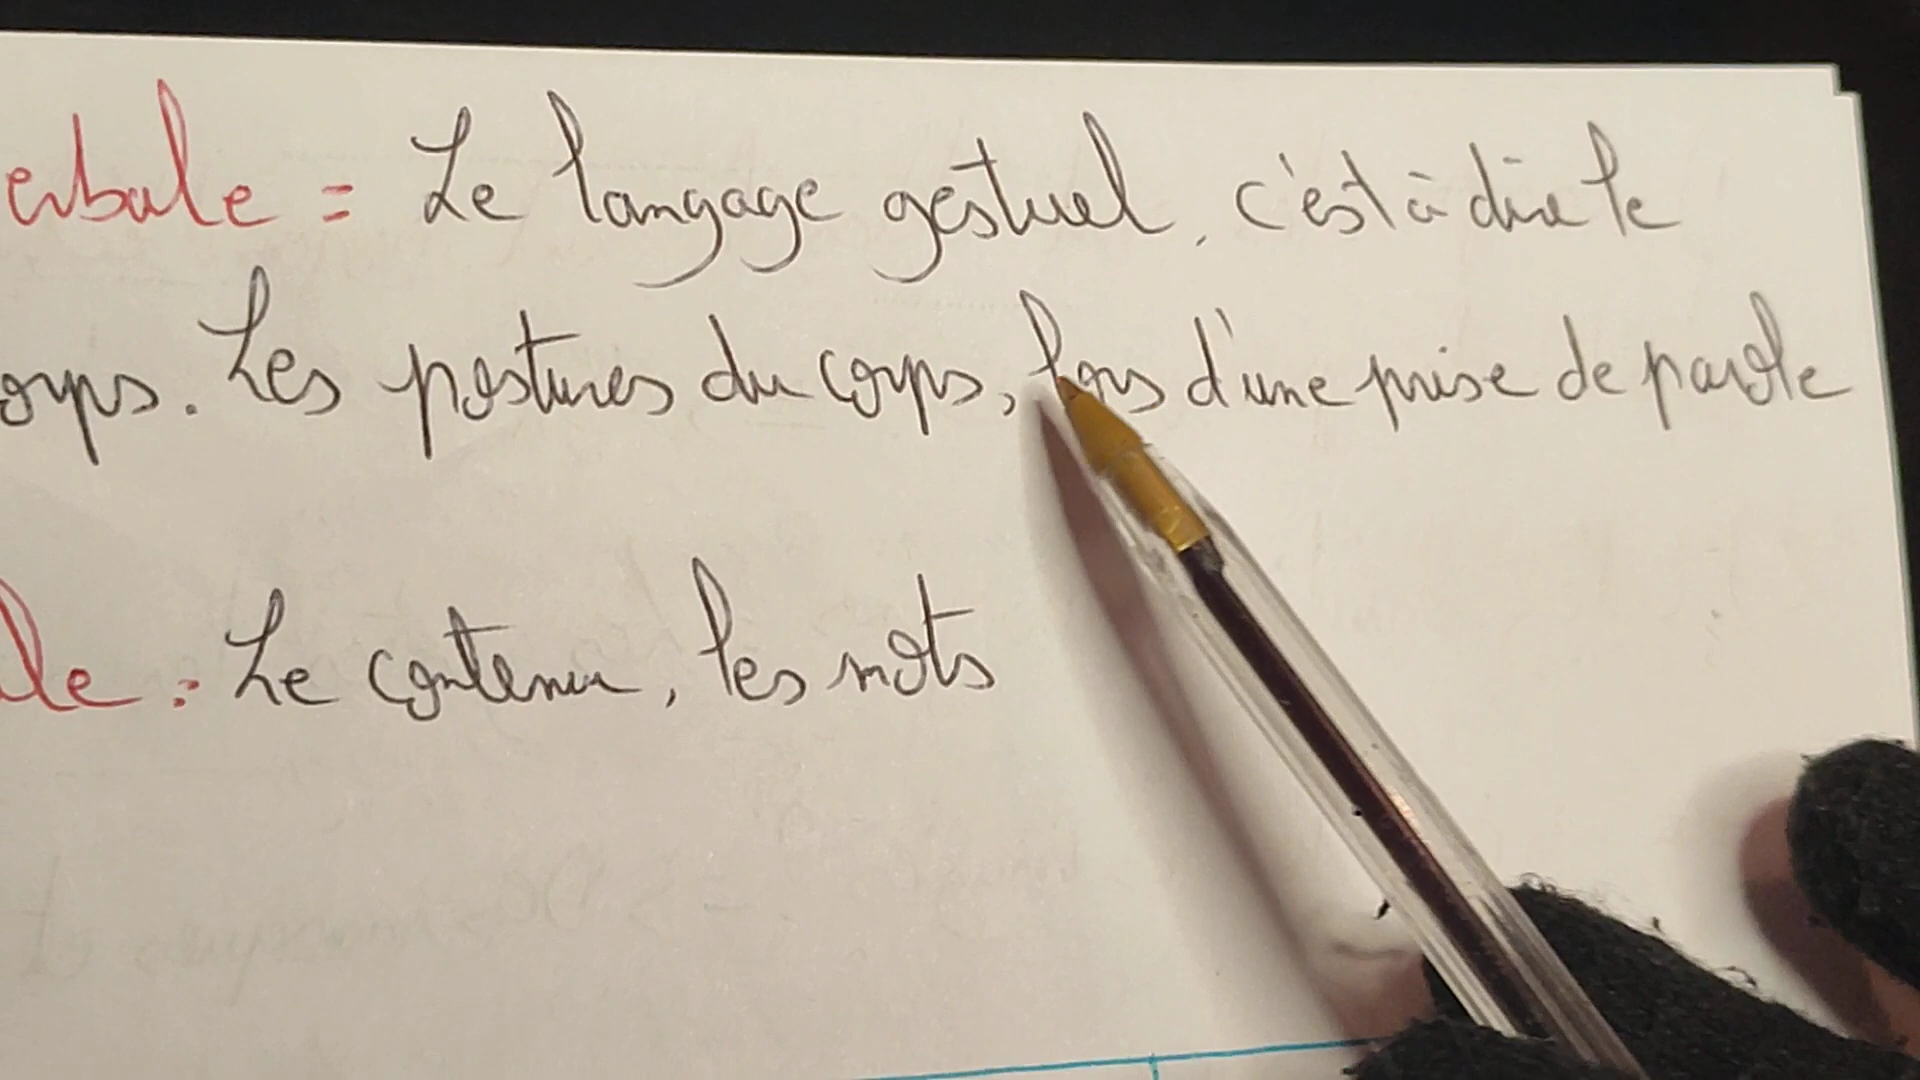 erbale = Le langage gestuel, c'est à dire le
orps. Les postures du corps, lors d'une prise de parole
le : Le contenu, les mots